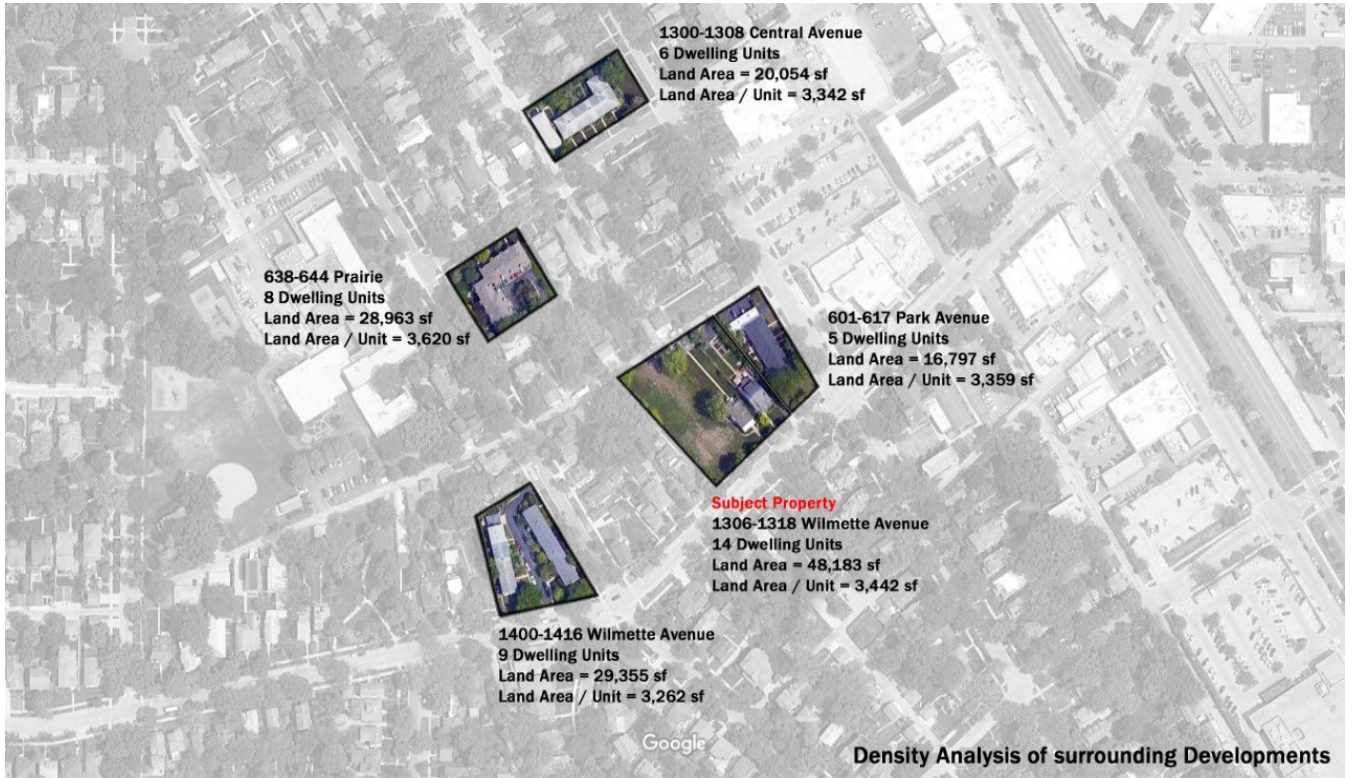 1300-1308 Central Avenue
6 Dwelling Units
Land Area = 20,054 sf
Land Area / Unit = 3,342 sf
638-644 Prairie
8 Dwelling Units
Land Area = 28,963 sf
Land Area / Unit = 3,620 sf
601-617 Park Avenue
5 Dwelling Units
Land Area = 16,797 sf
Land Area / Unit = 3,359 sf
Subject Property
1306-1318 Wilmette Avenue
14 Dwelling Units
Land Area = 48,183 sf
Land Area / Unit = 3,442 sf
1400-1416 Wilmette Avenue
9 Dwelling Units
Land Area = 29,355 sf
Land Area / Unit = 3,262 sf
Google
Density Analysis of surrounding Developments